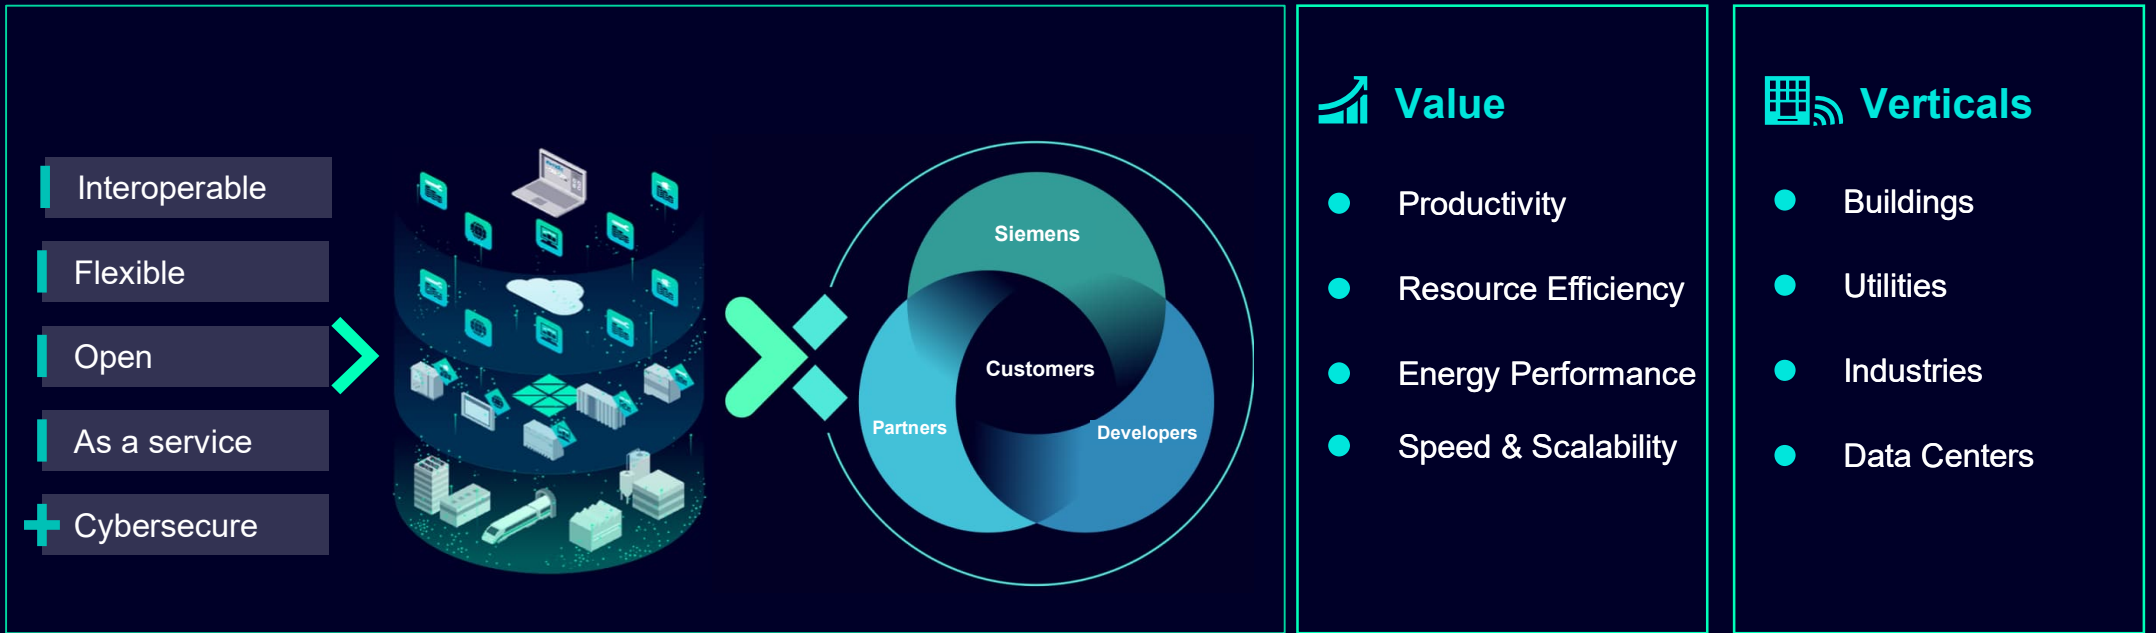 Interoperable
Flexible
Open
As a service
Cybersecure
Siemens
Customers
Partners
Developers
Value
Productivity
Resource Efficiency
Energy Performance
Speed & Scalability
Verticals
Buildings
Utilities
Industries
Data Centers